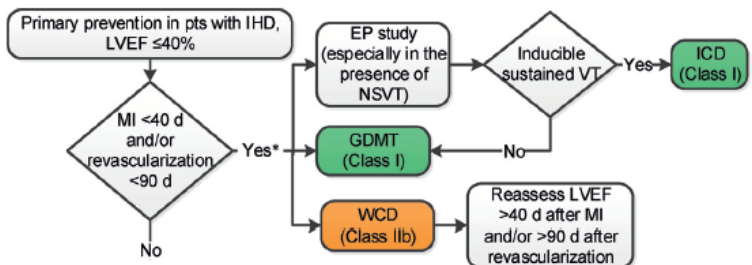 Primary prevention in pts with IHD,
LVEF ≤40%
MI <40 d
and/or
revascularization
<90 d
Yes*
No
EP study
(especially in the
presence of
NSVT)
Inducible
sustained VT
Yes
ICD
(Class I)
No
GDMT
(Class I)
WCD
(Class IIb)
Reassess LVEF
>40 d after MI
and/or >90 d after
revascularization